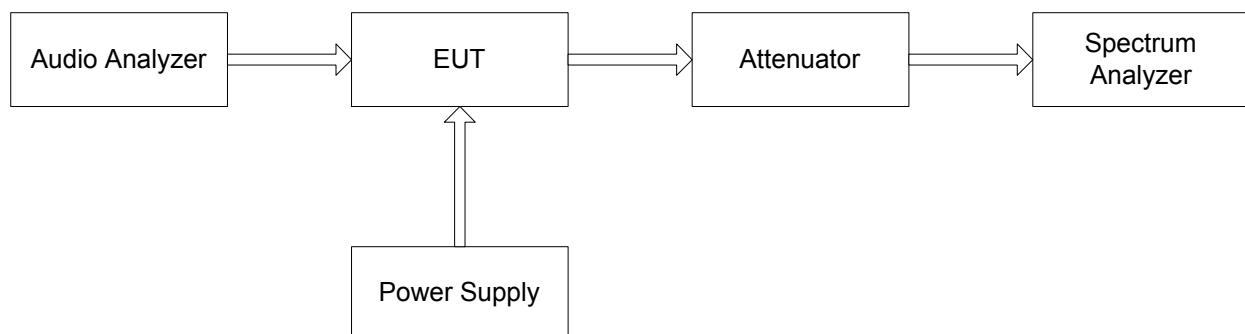 Audio Analyzer
EUT
Attenuator
Spectrum
Analyzer
Power Supply